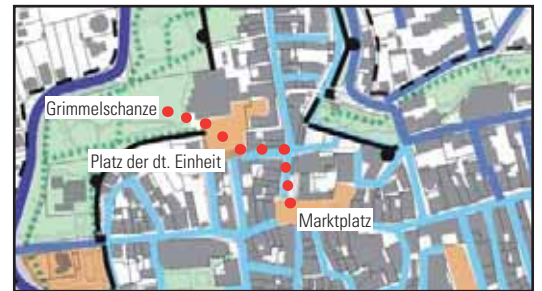 Grimmelschanze
Platz der dt. Einheit
Marktplatz